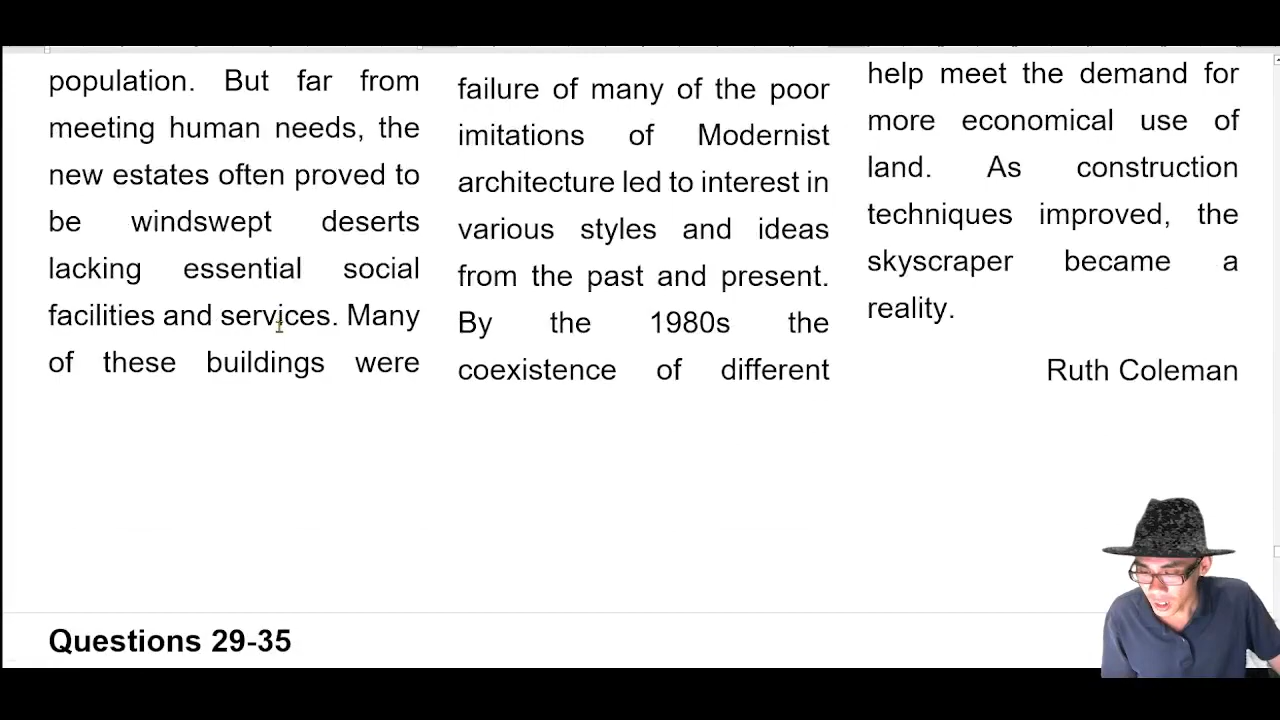 population. But far from
meeting human needs, the
new estates often proved to
be windswept deserts
lacking essential social
facilities and services. Many
of these buildings were
failure of many of the poor
imitations of Modernist
architecture led to interest in
various styles and ideas
from the past and present.
By the 1980s the
coexistence of different
help meet the demand for
more economical use of
land. As construction
techniques improved, the
skyscraper became a
reality.
Ruth Coleman
Questions 29-35